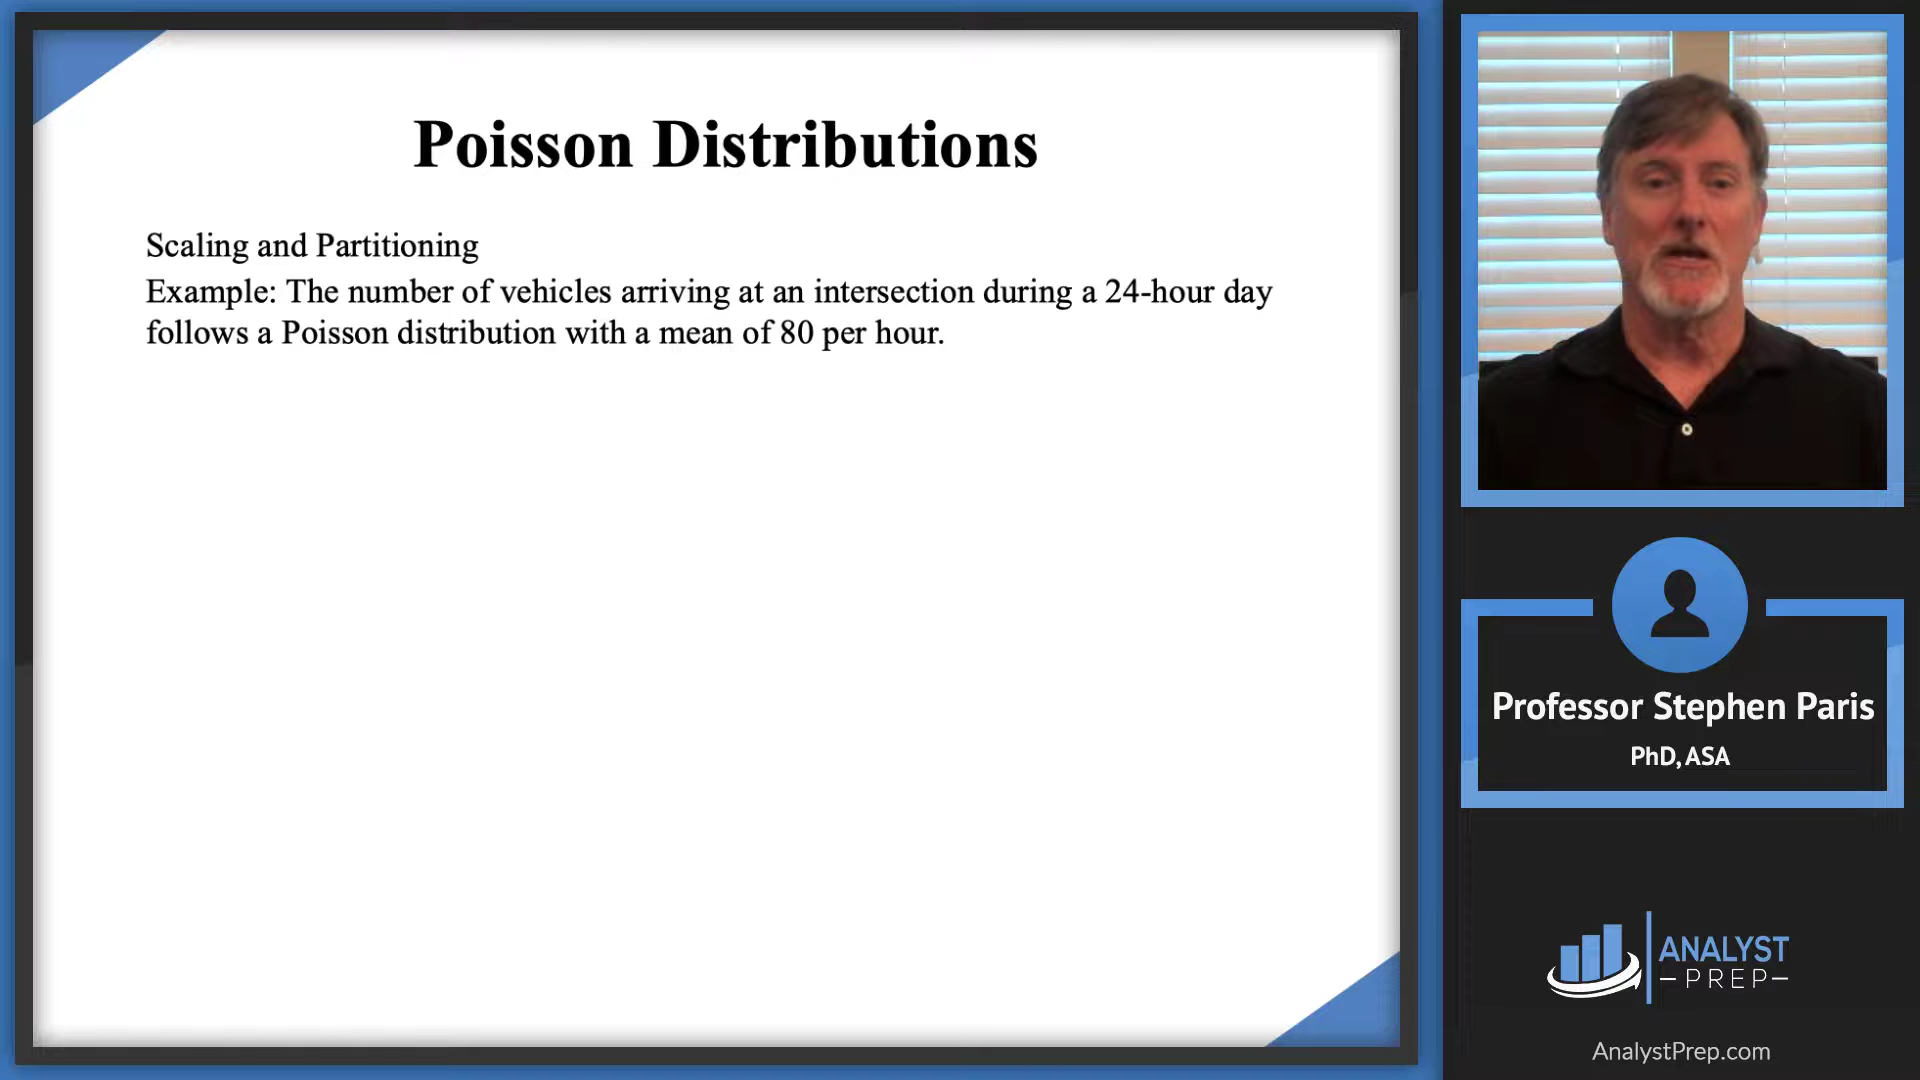 Poisson Distributions
Scaling and Partitioning
Example: The number of vehicles arriving at an intersection during a 24-hour day
follows a Poisson distribution with a mean of 80 per hour.
Professor Stephen Paris
PhD, ASA
ANALYST
PREP
AnalystPrep.com